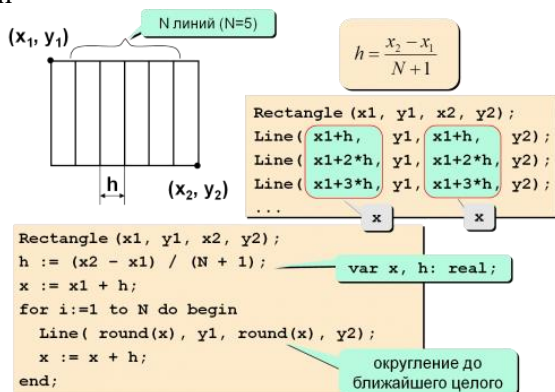 N линий (N=5)
(x1, y1)
h
(x2, y2)
h = x2 − x1
N + 1
Rectangle (x1, y1, x2, y2);
Line( x1+h, y1, x1+h, y2);
Line( x1+2*h, y1, x1+2*h, y2);
Line( x1+3*h, y1, x1+3*h, y2);
...
x x
Rectangle (x1, y1, x2, y2);
h := (x2 - x1) / (N + 1);
var x, h: real;
x := x1 + h;
for i:=1 to N do begin
Line( round(x), y1, round(x), y2);
x := x + h;
end;
округление до
ближайшего целого